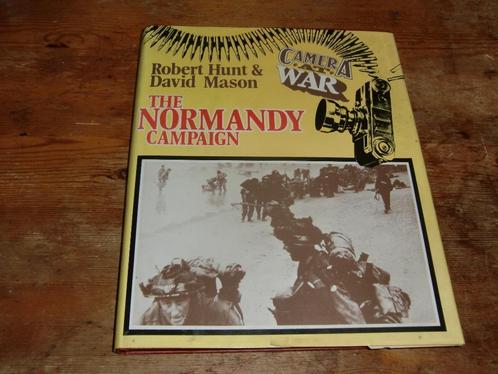 Robert Hunt &
David Mason
CAMERA
AT
WAR
THE
NORMANDY
CAMPAIGN